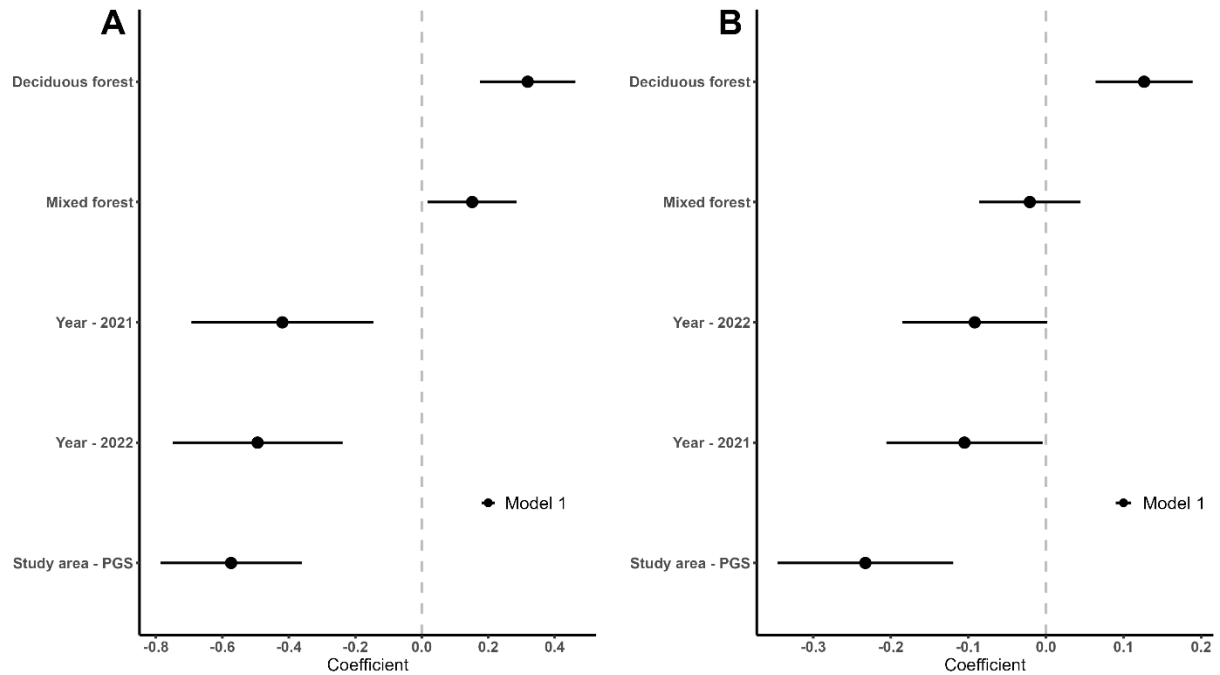 A
Deciduous forest
Mixed forest
Year - 2021
Year - 2022
Study area - PGS
Model 1
-0.8 -0.6 -0.4 -0.2 0.0 0.2 0.4
Coefficient
B
Deciduous forest
Mixed forest
Year - 2022
Year - 2021
Study area - PGS
Model 1
-0.3 -0.2 -0.1 0.0 0.1 0.2
Coefficient